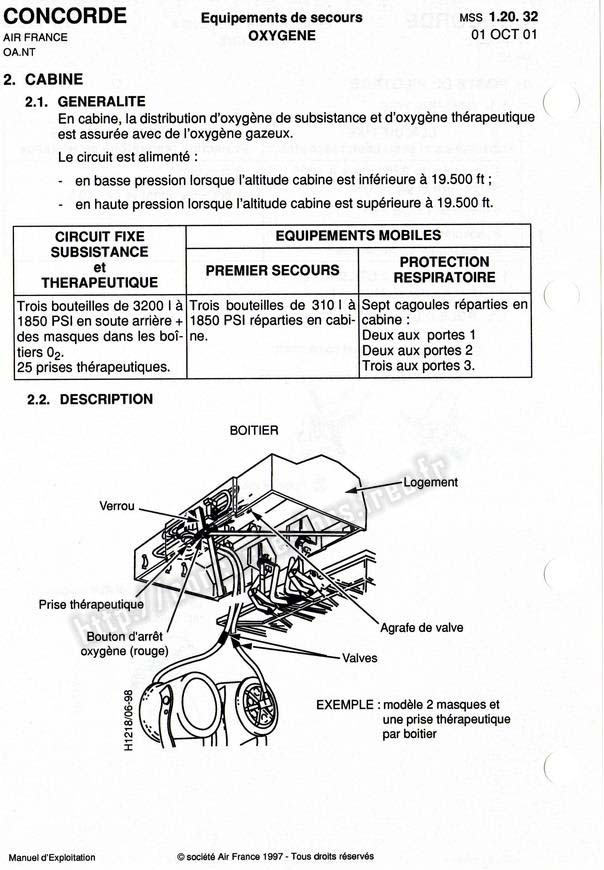 CONCORDE
AIR FRANCE
OA.NT
Equipements de secours
OXYGENE
MSS 1.20. 32
01 OCT 01
2. CABINE
2.1. GENERALITE
En cabine, la distribution d'oxygène de subsistance et d'oxygène thérapeutique
est assurée avec de l'oxygène gazeux.
Le circuit est alimenté :
- en basse pression lorsque l'altitude cabine est inférieure à 19.500 ft ;
- en haute pression lorsque l'altitude cabine est supérieure à 19.500 ft.
CIRCUIT FIXE
SUBSISTANCE
et
THERAPEUTIQUE
EQUIPEMENTS MOBILES
PREMIER SECOURS
PROTECTION
RESPIRATOIRE
Trois bouteilles de 3200 l à
1850 PSI en soute arrière +
des masques dans les boî-
tiers 0₂.
25 prises thérapeutiques.
Trois bouteilles de 310 l à
1850 PSI réparties en cabi-
ne.
Sept cagoules réparties en
cabine :
Deux aux portes 1
Deux aux portes 2
Trois aux portes 3.
2.2. DESCRIPTION
BOITIER
Logement
Verrou
Prise thérapeutique
Bouton d'arrêt
oxygène (rouge)
Agrafe de valve
Valves
EXEMPLE : modèle 2 masques et
une prise thérapeutique
par boitier
H1218/06-98
Manuel d'Exploitation
© société Air France 1997 - Tous droits réservés